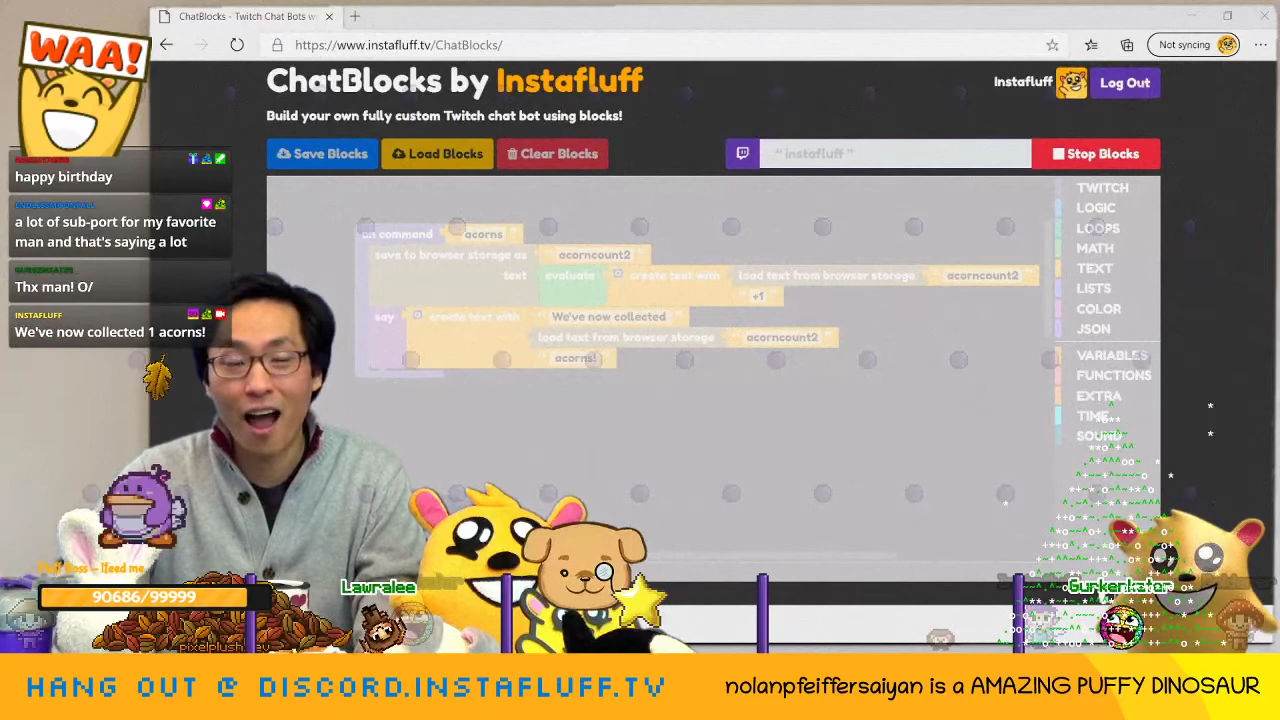 ChatBlocks - Twitch Chat Bots w
https://www.instafluff.tv/ChatBlocks/
Not syncing
WAA!
ChatBlocks by Instafluff
Instafluff
Log Out
Build your own fully custom Twitch chat bot using blocks!
Save Blocks
Load Blocks
Clear Blocks
" instafluff "
Stop Blocks
happy birthday
a lot of sub-port for my favorite
man and that's saying a lot
Thx man! O/
INSTAFLUFF
We've now collected 1 acorns!
on command
acorns
save to browser storage as
acorncount2
text
evaluate
create text with
load text from browser storage
acorncount2
+1
say
create text with
We've now collected
load text from browser storage
acorncount2
acorns!
TWITCH
LOGIC
LOOPS
MATH
TEXT
LISTS
COLOR
JSON
VARIABLES
FUNCTIONS
EXTRA
TIME
SOUND
90686/99999
Lawralee
Gurkenkater
HANG OUT @ DISCORD.INSTAFLUFF.TV
nolanpfeiffersaiyan is a AMAZING PUFFY DINOSAUR